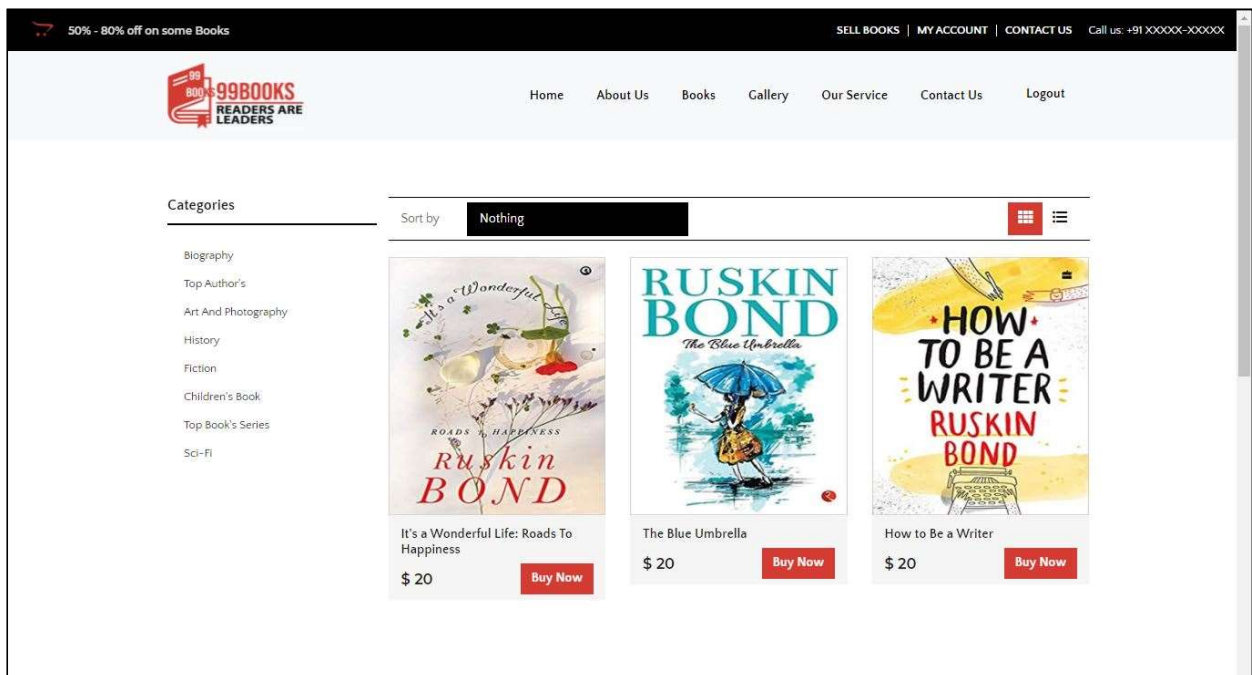 50% - 80% off on some Books
SELL BOOKS | MY ACCOUNT | CONTACT US Call us: +91 XXXXX-XXXXX
99
BOOKS
99BOOKS
READERS ARE
LEADERS
Home About Us Books Gallery Our Service Contact Us Logout
Categories
Biography
Top Author's
Art And Photography
History
Fiction
Children's Book
Top Book's Series
Sci-Fi
Sort by Nothing
It's a Wonderful Life
ROADS to HAPPINESS
Ruskin
BOND
It's a Wonderful Life: Roads To
Happiness
$ 20 Buy Now
RUSKIN
BOND
The Blue Umbrella
The Blue Umbrella
$ 20 Buy Now
HOW
TO BE A
WRITER
RUSKIN
BOND
How to Be a Writer
$ 20 Buy Now